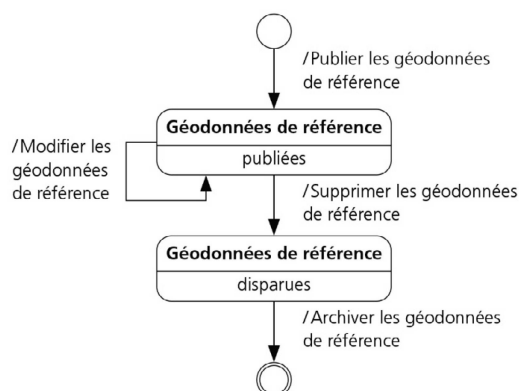 /Publier les géodonnées
de référence
Géodonnées de référence
publiées
/Modifier les
géodonnées
de référence
/Supprimer les géodonnées
de référence
Géodonnées de référence
disparues
/Archiver les géodonnées
de référence